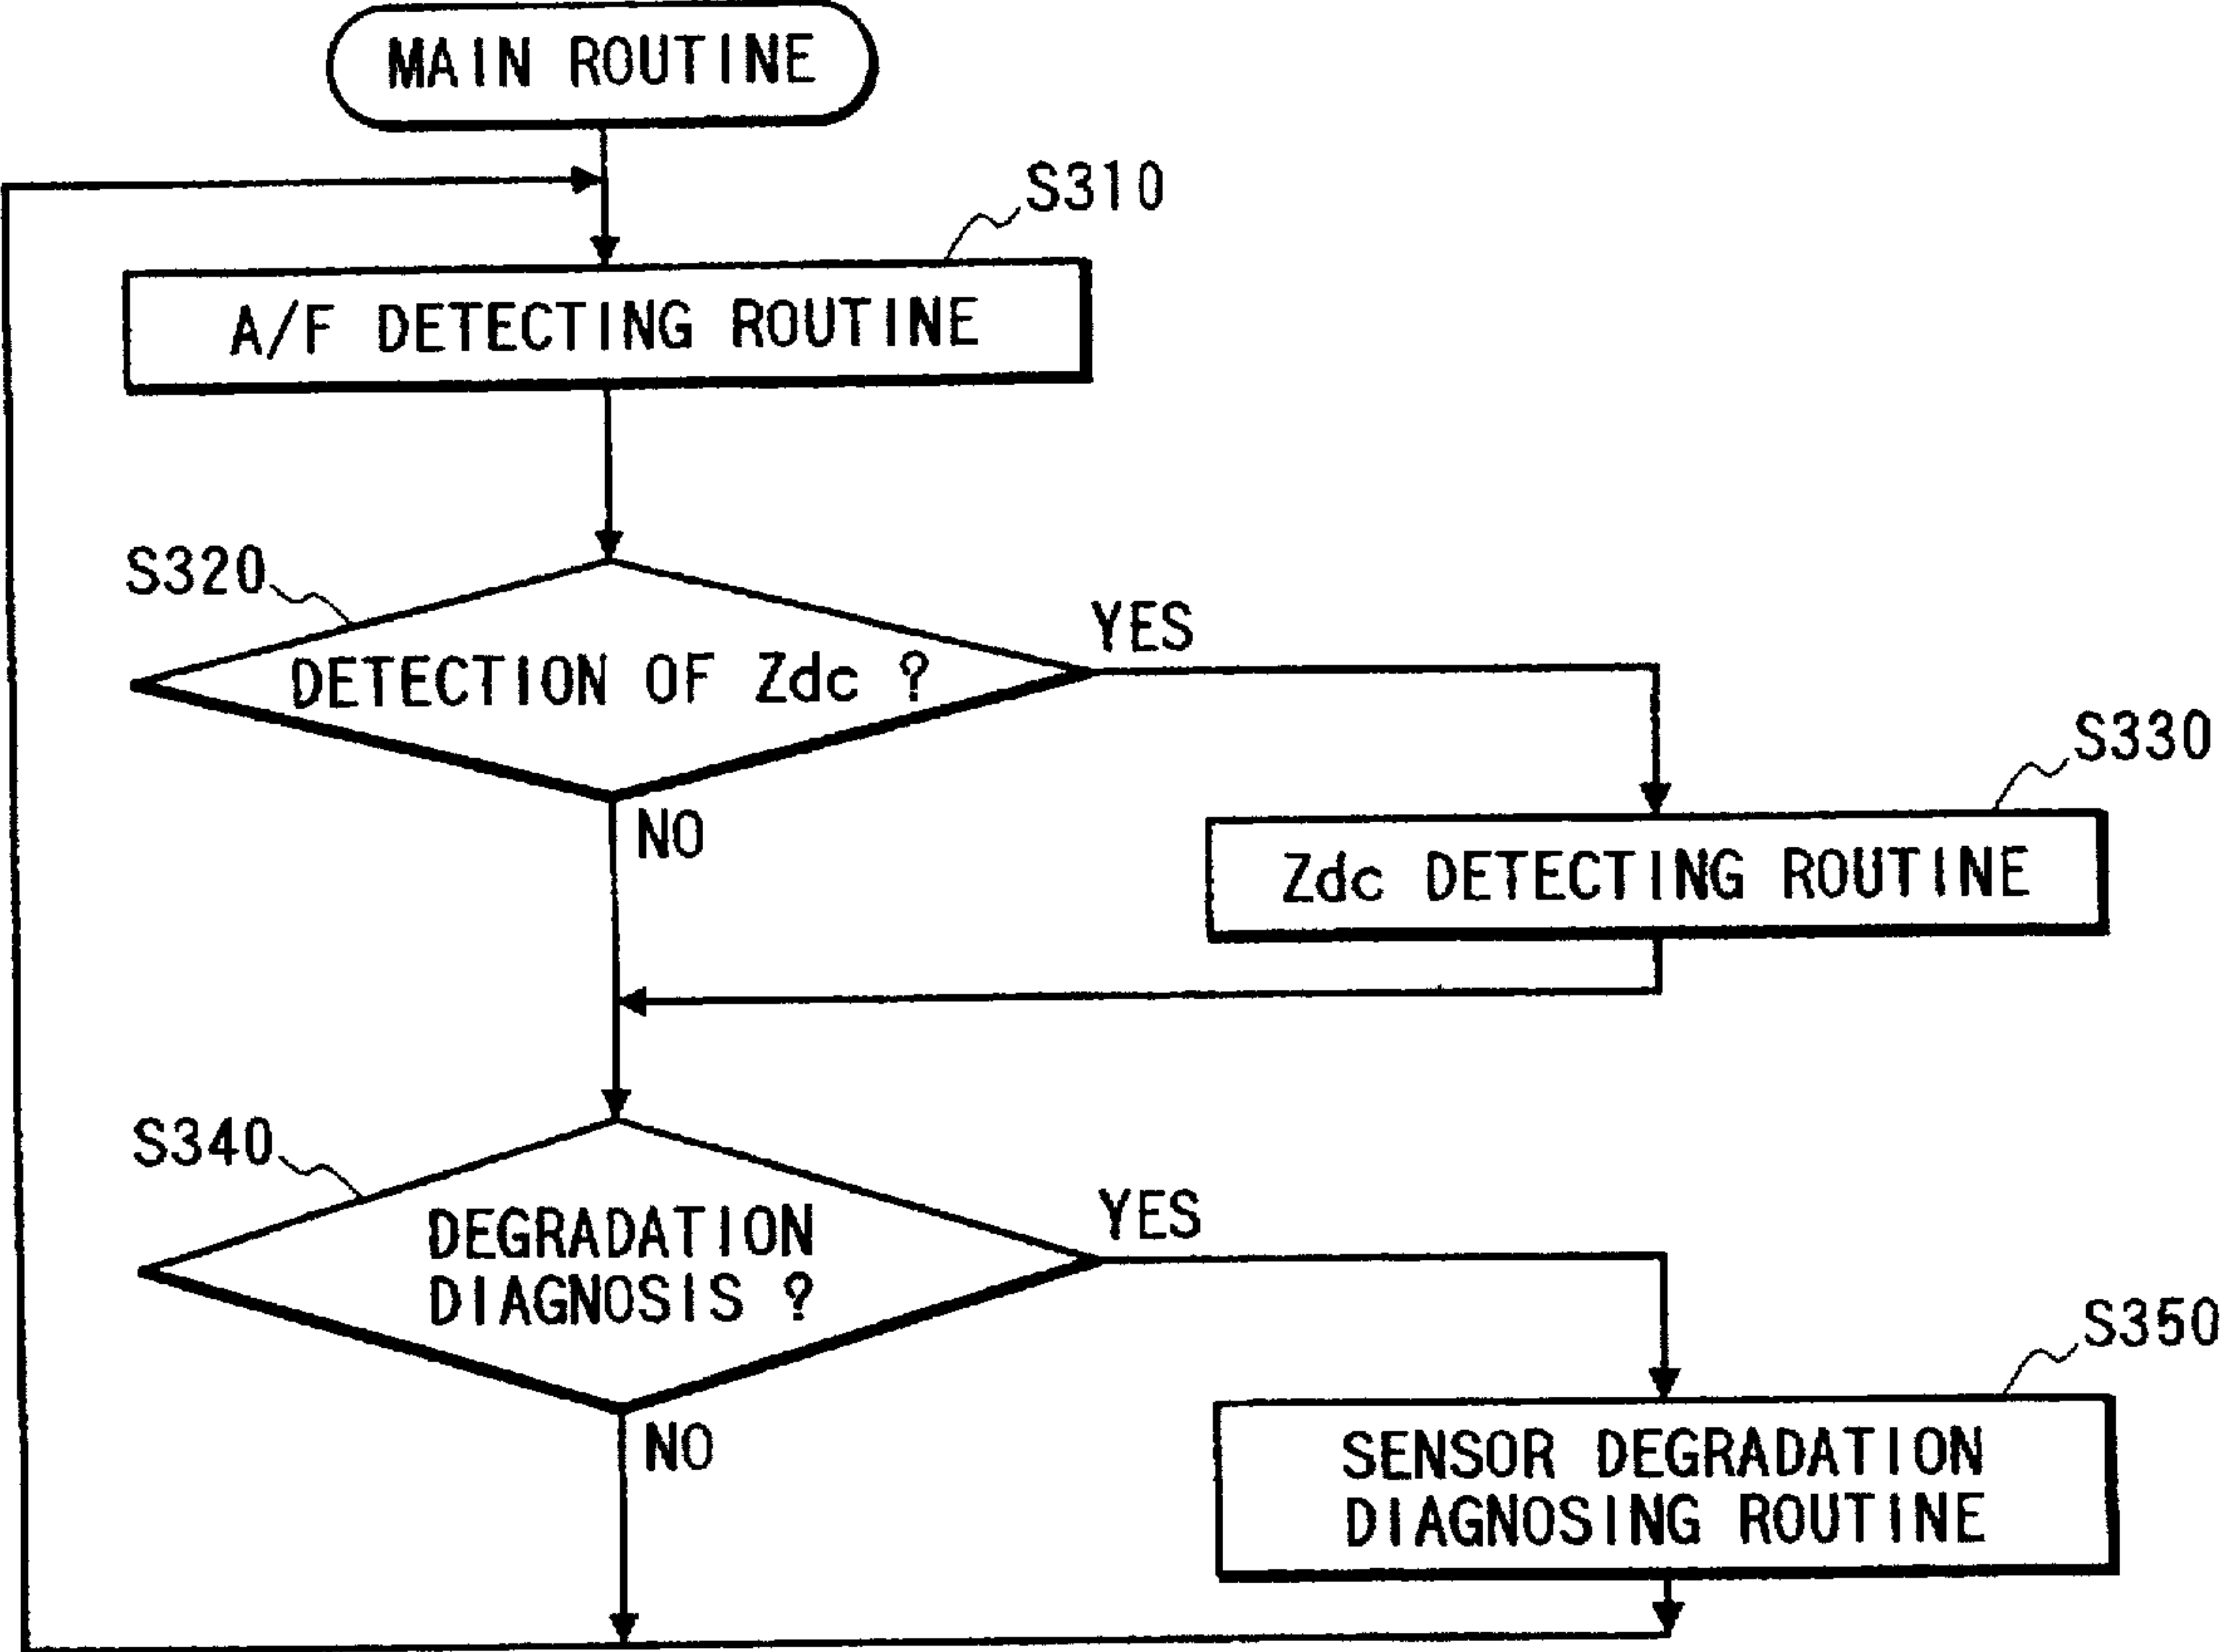 MAIN ROUTINE
S310
A/F DETECTING ROUTINE
S320
DETECTION OF Zdc ?
YES
NO
S330
Zdc DETECTING ROUTINE
S340
DEGRADATION
DIAGNOSIS ?
YES
NO
S350
SENSOR DEGRADATION
DIAGNOSING ROUTINE